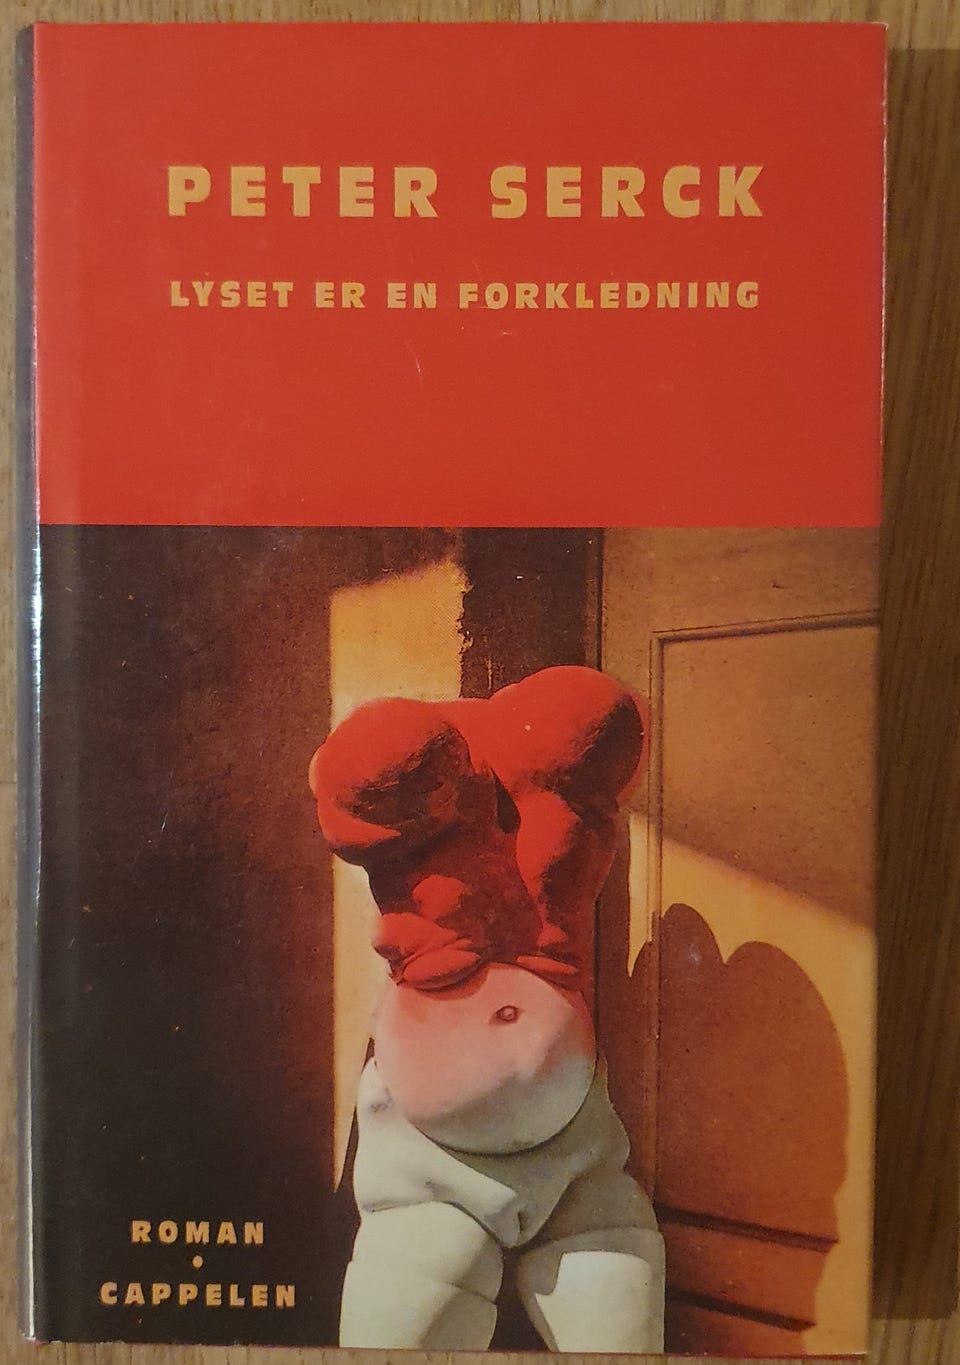 PETER SERCK
LYSET ER EN FORKLEDNING
ROMAN
•
CAPPELEN